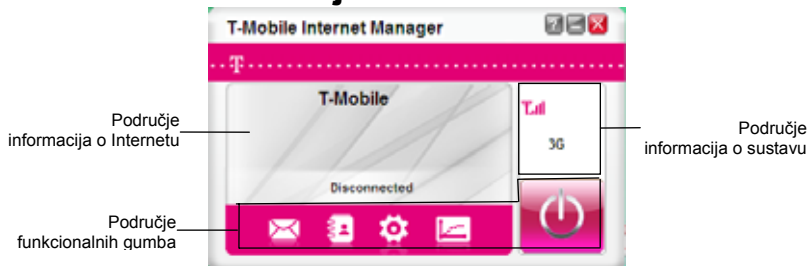 T-Mobile Internet Manager
T-Mobile
Područje
informacija o Internetu
3G
Područje
informacija o sustavu
Disconnected
Područje
funkcionalnih gumba